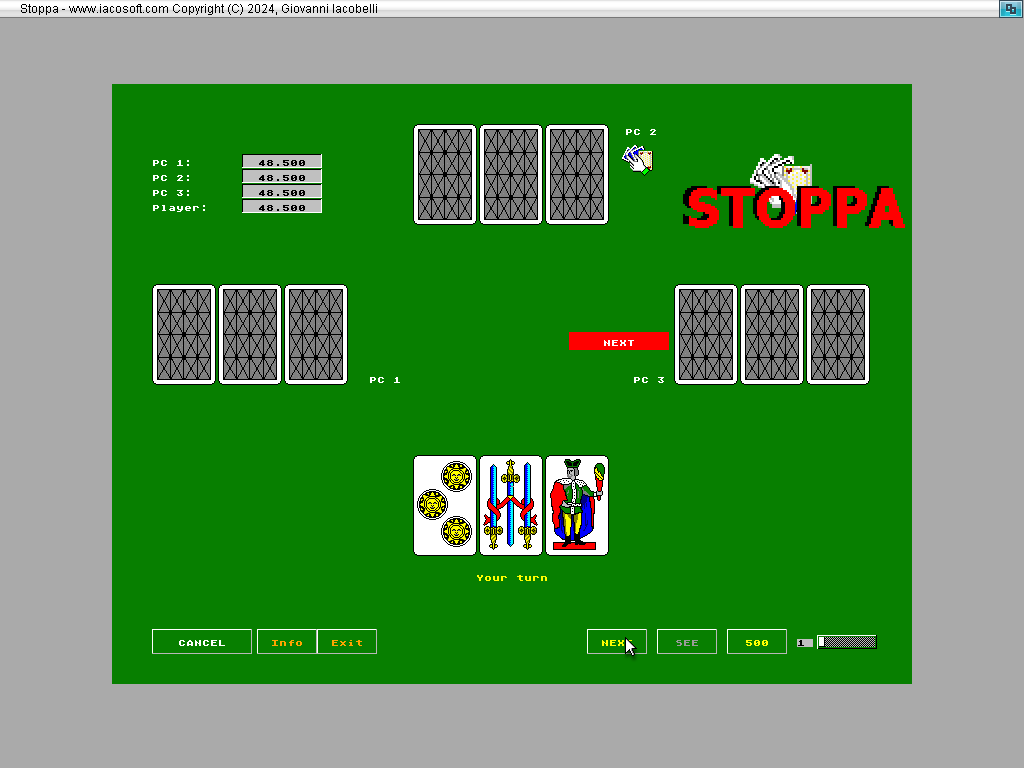 Stoppa - www.iacosoft.com Copyright (C) 2024, Giovanni Iacobelli
PC 2
PC 1: 48.500
PC 2: 48.500
PC 3: 48.500
Player: 48.500
STOPPA
NEXT
PC 1
PC 3
Your turn
CANCEL Info Exit NEXT SEE 500 1